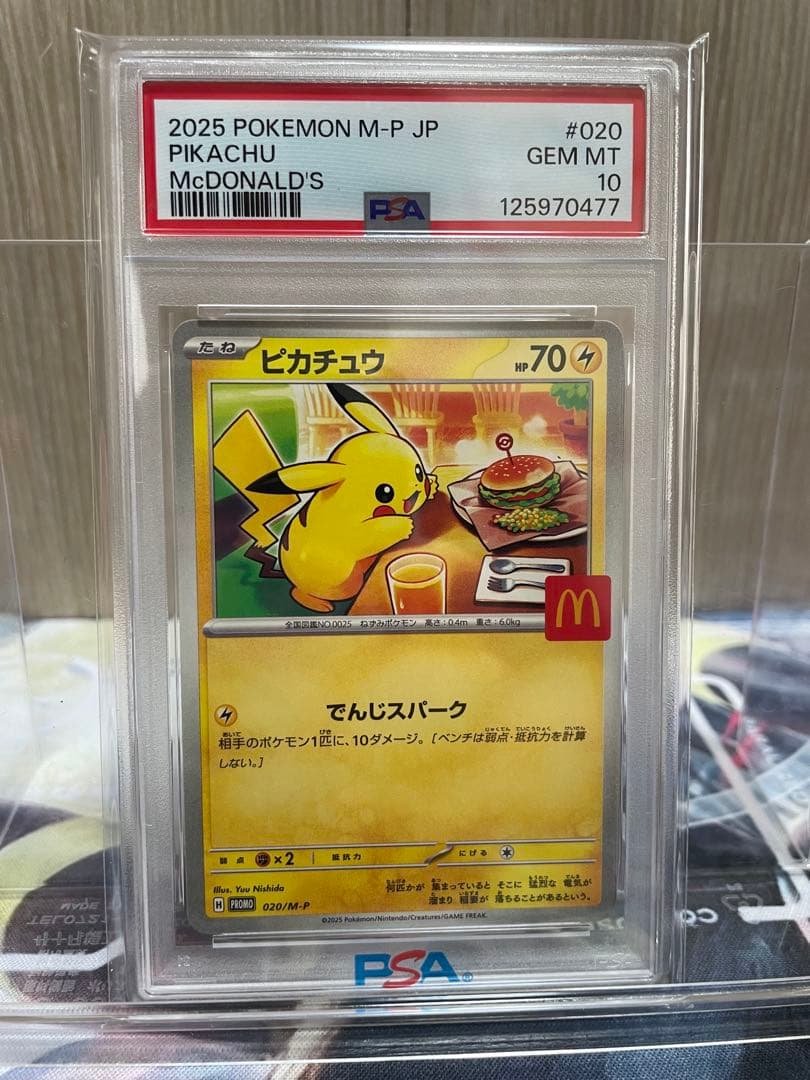 2025 POKEMON M-P JP
#020
PIKACHU
GEM MT
McDONALD'S
10
PSA
125970477
たね
ピカチュウ
HP70
全国図鑑NO.0025 ねずみポケモン 高さ:0.4m 重さ:6.0kg
でんじスパーク
相手のポケモン1匹に、10ダメージ。[ベンチは弱点・抵抗力を計算
しない。]
弱点 ×2 抵抗力 にげる
Illus. Yuu Nishida
何匹かが 集まっていると そこに 猛烈な 電気が
溜まり 稲妻が 落ちることがあるという。
H PROMO 020/M-P
©2025 Pokémon/Nintendo/Creatures/GAME FREAK.
PSA®
MADE
TEL072